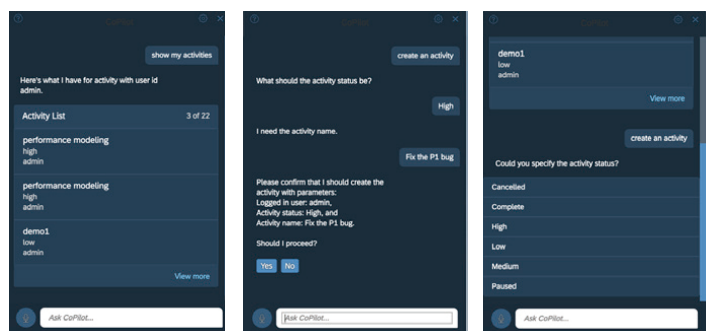 CoPilot
show my activities
Here's what I have for activity with user id
admin.
Activity List 3 of 22
performance modeling
high
admin
performance modeling
high
admin
demo1
low
admin
View more
Ask CoPilot...
CoPilot
create an activity
What should the activity status be?
High
I need the activity name.
Fix the P1 bug
Please confirm that I should create the
activity with parameters:
Logged in user: admin,
Activity status: High, and
Activity name: Fix the P1 bug.
Should I proceed?
Yes No
Ask CoPilot...
CoPilot
demo1
low
admin
View more
create an activity
Could you specify the activity status?
Cancelled
Complete
High
Low
Medium
Paused
Ask CoPilot...